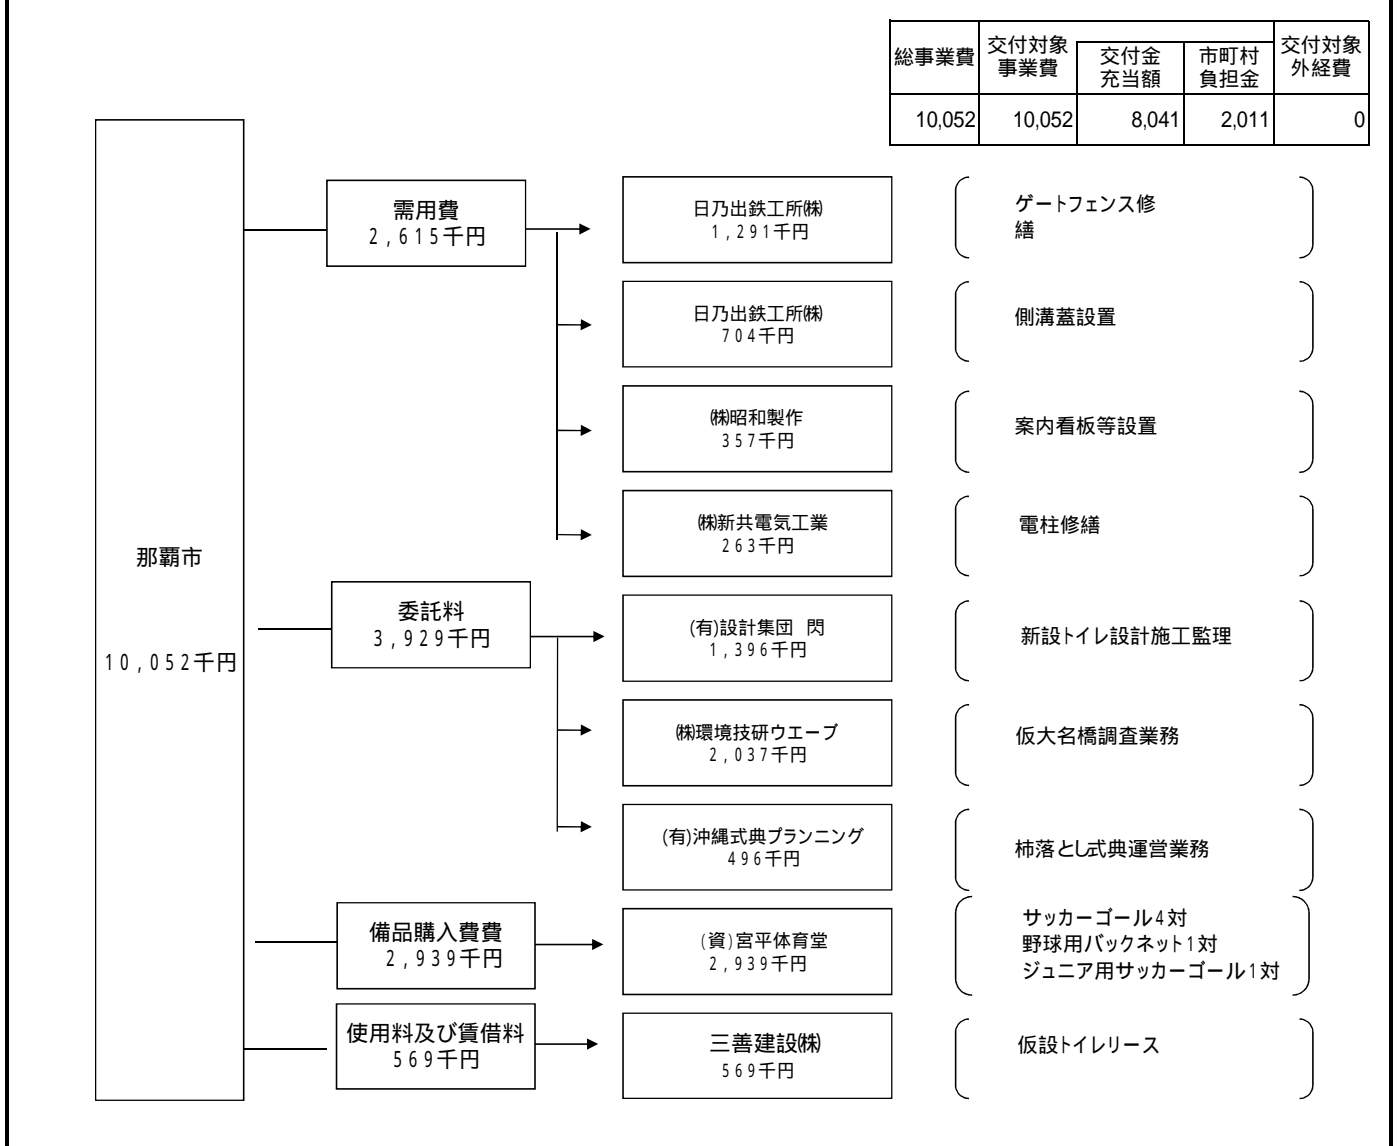 総事業費 交付対象 交付対象
事業費 交付金 市町村 外経費
充当額 負担金
10,052 10,052 8,041 2,011 0
那覇市
10,052千円
需用費
2,615千円
日乃出鉄工所㈱
1,291千円
ゲートフェンス修
繕
日乃出鉄工所㈱
704千円
側溝蓋設置
㈱昭和製作
357千円
案内看板等設置
㈱新共電気工業
263千円
電柱修繕
委託料
3,929千円
(有)設計集団 閃
1,396千円
新設トイレ設計施工監理
㈱環境技研ウエーブ
2,037千円
仮大名橋調査業務
(有)沖縄式典プランニング
496千円
杮落とし式典運営業務
備品購入費費
2,939千円
(資)宮平体育堂
2,939千円
サッカーゴール4対
野球用バックネット1対
ジュニア用サッカーゴール1対
使用料及び賃借料
569千円
三善建設㈱
569千円
仮設トイレリース